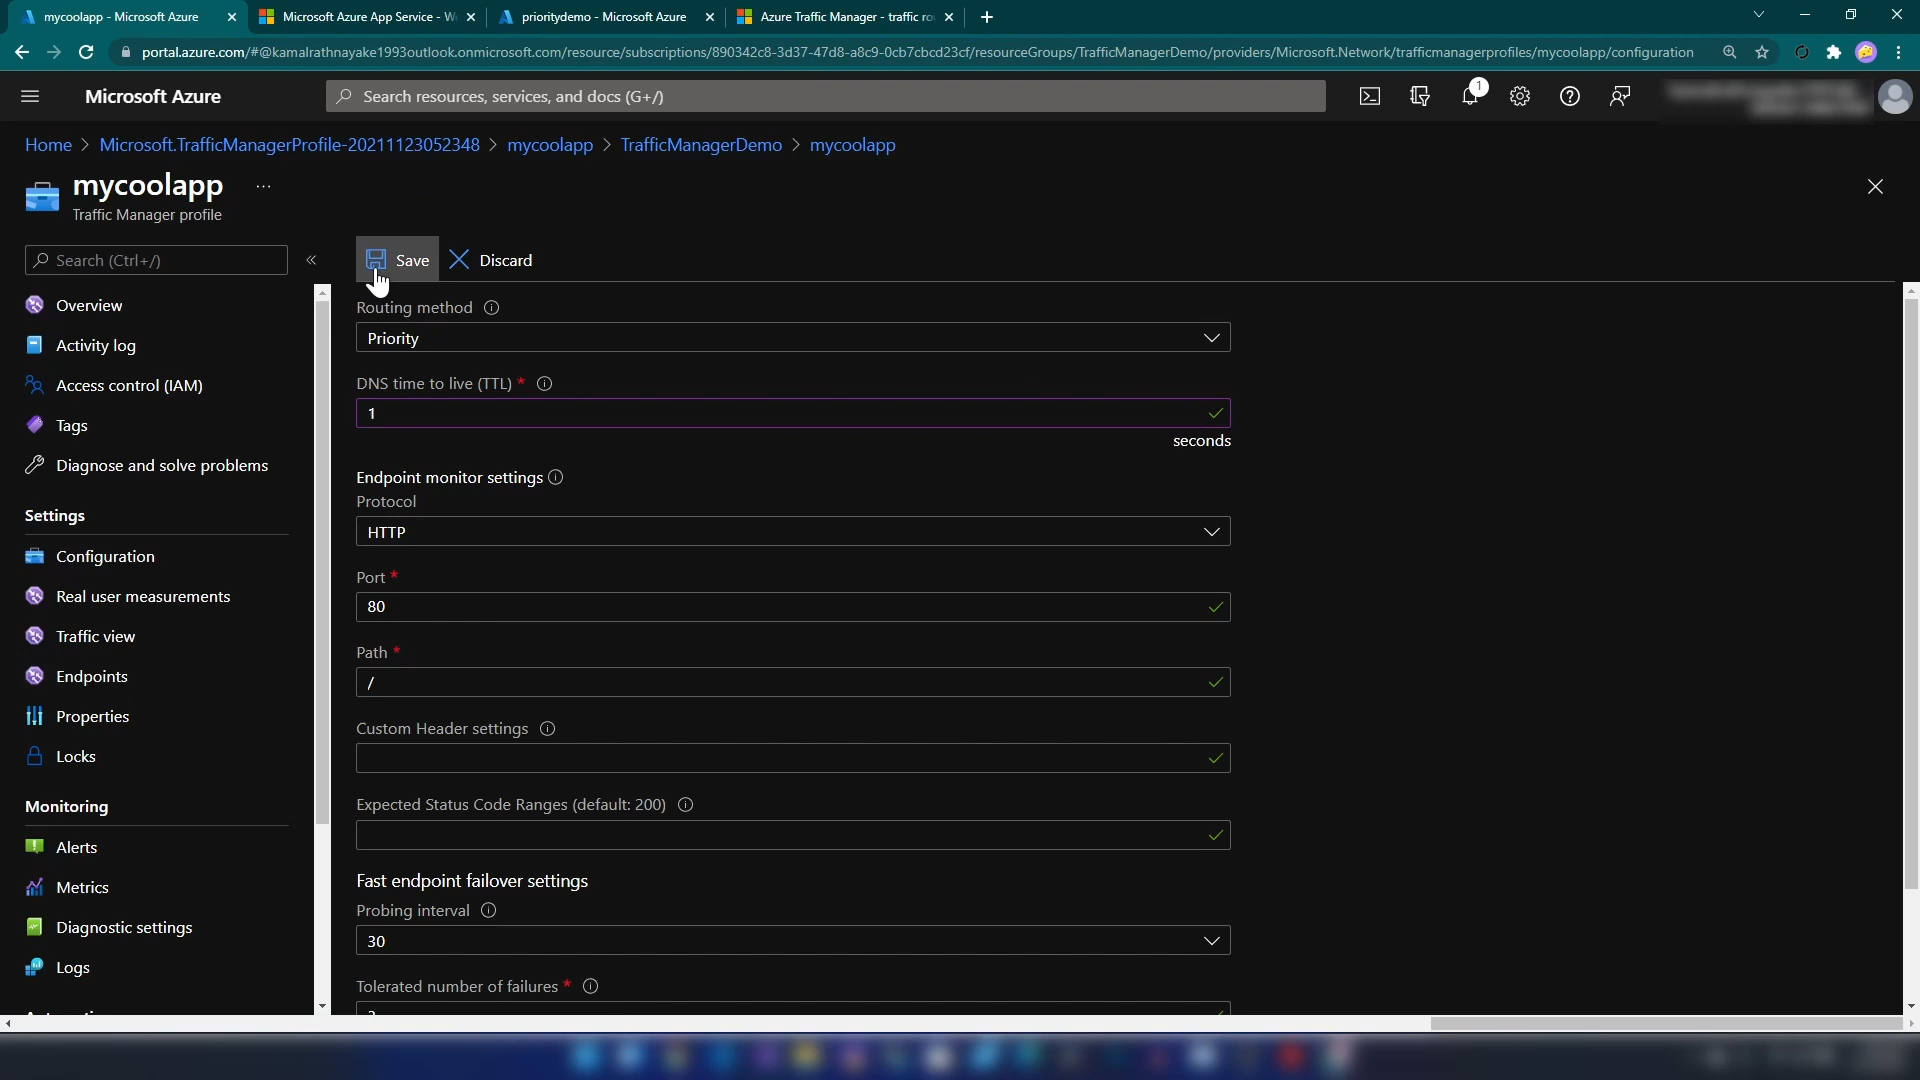 mycoolapp - Microsoft Azure
Microsoft Azure App Service - W
prioritydemo - Microsoft Azure
Azure Traffic Manager - traffic ro
portal.azure.com/#@kamalrathnayake1993outlook.onmicrosoft.com/resource/subscriptions/890342c8-3d37-47d8-a8c9-0cb7cbcd23cf/resourceGroups/TrafficManagerDemo/providers/Microsoft.Network/trafficmanagerprofiles/mycoolapp/configuration
Microsoft Azure
Search resources, services, and docs (G+/)
1
Home > Microsoft.TrafficManagerProfile-20211123052348 > mycoolapp > TrafficManagerDemo > mycoolapp
mycoolapp ...
Traffic Manager profile
Search (Ctrl+/) «
Overview
Activity log
Access control (IAM)
Tags
Diagnose and solve problems
Settings
Configuration
Real user measurements
Traffic view
Endpoints
Properties
Locks
Monitoring
Alerts
Metrics
Diagnostic settings
Logs
Save
Discard
Routing method
Priority
DNS time to live (TTL) *
1
seconds
Endpoint monitor settings
Protocol
HTTP
Port *
80
Path *
/
Custom Header settings
Expected Status Code Ranges (default: 200)
Fast endpoint failover settings
Probing interval
30
Tolerated number of failures *